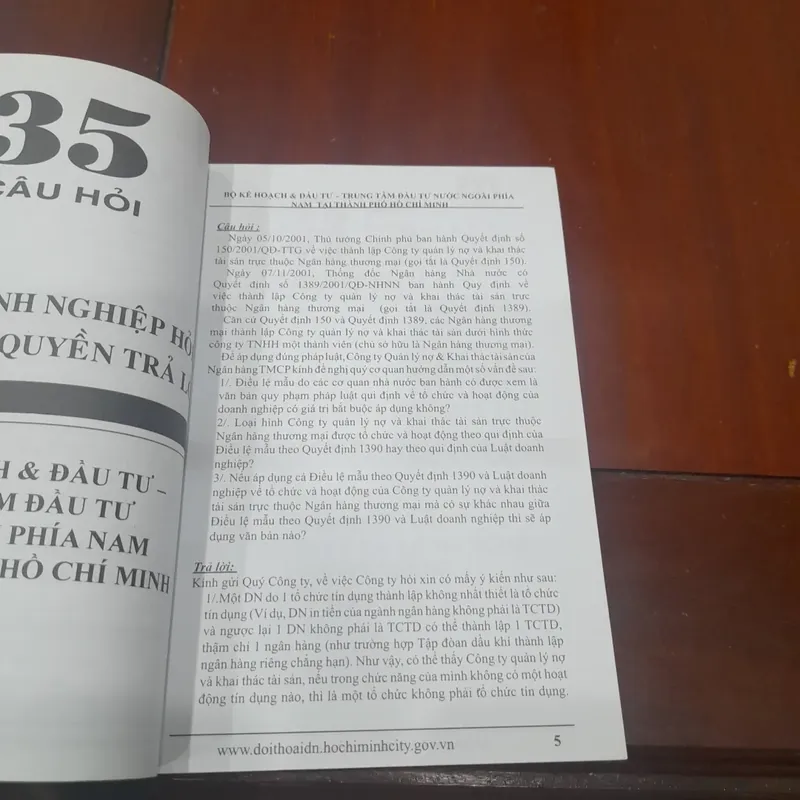 35
CÂU HỎI
NH NGHIỆP HỎ
QUYỀN TRẢ LỜ
H & ĐẦU TƯ –
M ĐẦU TƯ
PHÍA NAM
HỒ CHÍ MINH
BỘ KẾ HOẠCH & ĐẦU TƯ – TRUNG TÂM ĐẦU TƯ NƯỚC NGOÀI PHÍA
NAM TẠI THÀNH PHỐ HỒ CHÍ MINH
Câu hỏi :
Ngày 05/10/2001, Thủ tướng Chính phủ ban hành Quyết định số
150/2001/QĐ-TTG về việc thành lập Công ty quản lý nợ và khai thác
tài sản trực thuộc Ngân hàng thương mại (gọi tắt là Quyết định 150).
Ngày 07/11/2001, Thống đốc Ngân hàng Nhà nước có
Quyết định số 1389/2001/QĐ-NHNN ban hành Quy định về
việc thành lập Công ty quản lý nợ và khai thác tài sản trực
thuộc Ngân hàng thương mại (gọi tắt là Quyết định 1389).
Căn cứ Quyết định 150 và Quyết định 1389, các Ngân hàng thương
mại thành lập Công ty quản lý nợ và khai thác tài sản dưới hình thức
công ty TNHH một thành viên (chủ sở hữu là Ngân hàng thương mại).
Để áp dụng đúng pháp luật, Công ty Quản lý nợ & Khai thác tài sản của
Ngân hàng TMCP kính đề nghị quý cơ quan hướng dẫn một số vấn đề sau:
1/. Điều lệ mẫu do các cơ quan nhà nước ban hành có được xem là
văn bản quy phạm pháp luật qui định về tổ chức và hoạt động của
doanh nghiệp có giá trị bắt buộc áp dụng không?
2/. Loại hình Công ty quản lý nợ và khai thác tài sản trực thuộc
Ngân hàng thương mại được tổ chức và hoạt động theo qui định của
Điều lệ mẫu theo Quyết định 1390 hay theo qui định của Luật doanh
nghiệp?
3/. Nếu áp dụng cả Điều lệ mẫu theo Quyết định 1390 và Luật doanh
nghiệp về tổ chức và hoạt động của Công ty quản lý nợ và khai thác
tài sản trực thuộc Ngân hàng thương mại mà có sự khác nhau giữa
Điều lệ mẫu theo Quyết định 1390 và Luật doanh nghiệp thì sẽ áp
dụng văn bản nào?
Trả lời:
Kính gửi Quý Công ty, về việc Công ty hỏi xin có mấy ý kiến như sau:
1/.Một DN do 1 tổ chức tín dụng thành lập không nhất thiết là tổ chức
tín dụng (Ví dụ, DN in tiền của ngành ngân hàng không phải là TCTD)
và ngược lại 1 DN không phải là TCTD có thể thành lập 1 TCTD,
thậm chí 1 ngân hàng (như trường hợp Tập đòan dầu khí thành lập
ngân hàng riêng chăng hạn). Như vậy, có thể thấy Công ty quản lý nợ
và khai thác tài sản, nếu trong chức năng của mình không có một hoạt
động tín dụng nào, thì là một tổ chức không phải tổ chức tín dụng.
www.doithoaidn.hochiminhcity.gov.vn 5